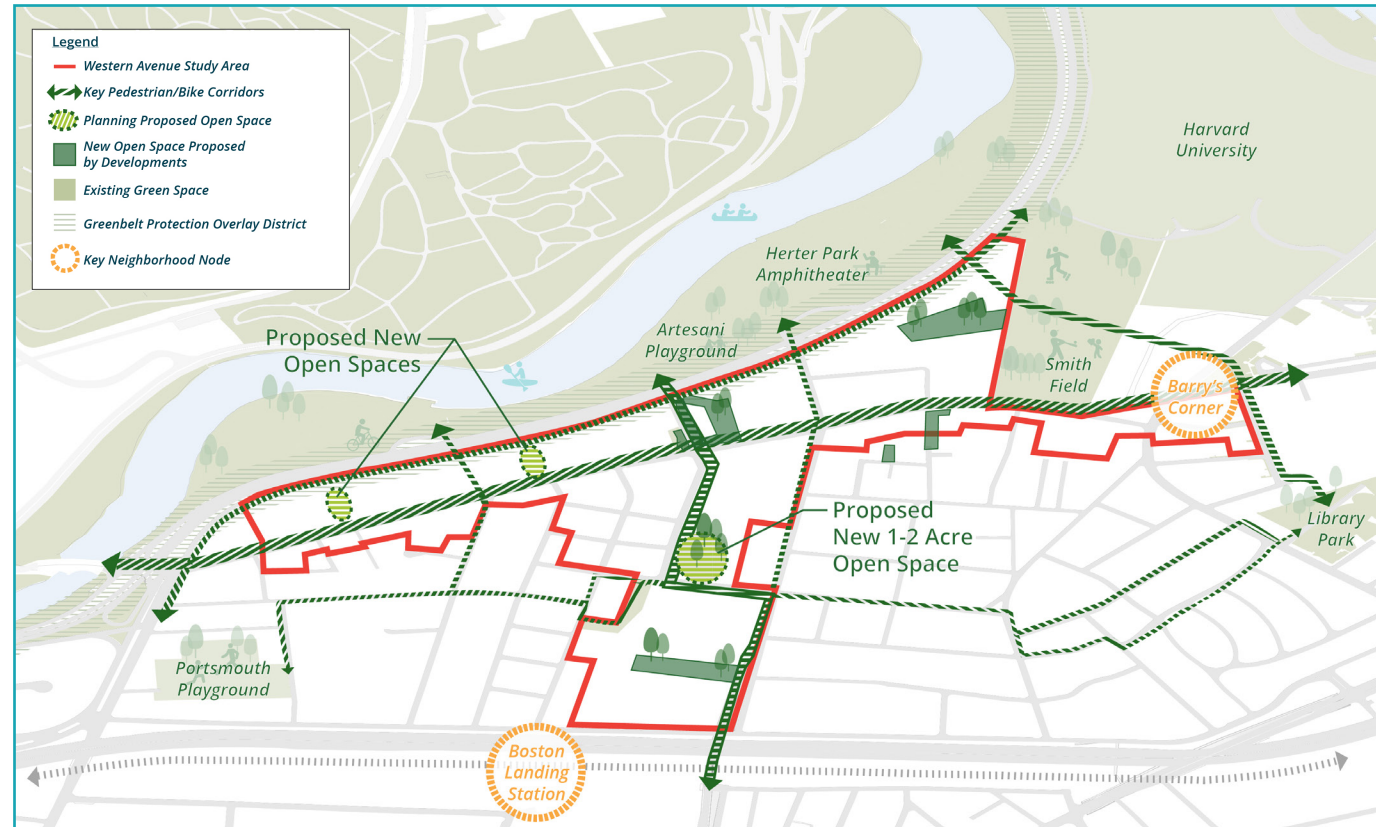 Legend
Western Avenue Study Area
Key Pedestrian/Bike Corridors
Planning Proposed Open Space
New Open Space Proposed
by Developments
Existing Green Space
Greenbelt Protection Overlay District
Key Neighborhood Node
Harvard
University
Herter Park
Amphitheater
Artesani
Playground
Proposed New
Open Spaces
Smith
Field
Barry's
Corner
Proposed
New 1-2 Acre
Open Space
Library
Park
Portsmouth
Playground
Boston
Landing
Station